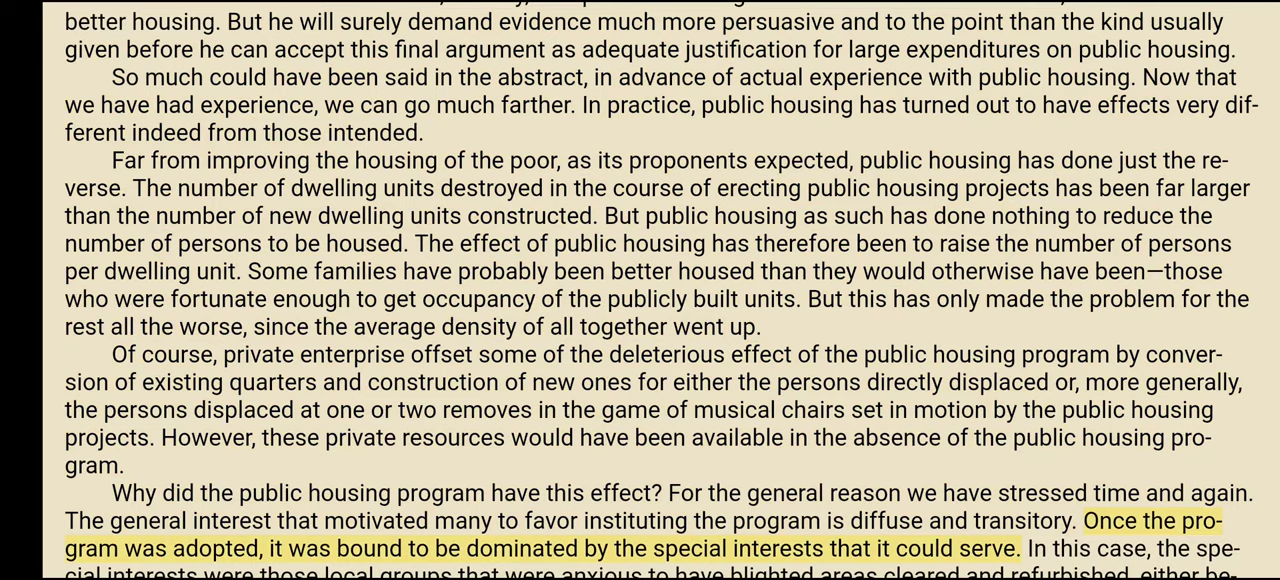 better housing. But he will surely demand evidence much more persuasive and to the point than the kind usually
given before he can accept this final argument as adequate justification for large expenditures on public housing.
So much could have been said in the abstract, in advance of actual experience with public housing. Now that
we have had experience, we can go much farther. In practice, public housing has turned out to have effects very dif-
ferent indeed from those intended.
Far from improving the housing of the poor, as its proponents expected, public housing has done just the re-
verse. The number of dwelling units destroyed in the course of erecting public housing projects has been far larger
than the number of new dwelling units constructed. But public housing as such has done nothing to reduce the
number of persons to be housed. The effect of public housing has therefore been to raise the number of persons
per dwelling unit. Some families have probably been better housed than they would otherwise have been—those
who were fortunate enough to get occupancy of the publicly built units. But this has only made the problem for the
rest all the worse, since the average density of all together went up.
Of course, private enterprise offset some of the deleterious effect of the public housing program by conver-
sion of existing quarters and construction of new ones for either the persons directly displaced or, more generally,
the persons displaced at one or two removes in the game of musical chairs set in motion by the public housing
projects. However, these private resources would have been available in the absence of the public housing pro-
gram.
Why did the public housing program have this effect? For the general reason we have stressed time and again.
The general interest that motivated many to favor instituting the program is diffuse and transitory. Once the pro-
gram was adopted, it was bound to be dominated by the special interests that it could serve. In this case, the spe-
cial interests were those local groups that were anxious to have blighted areas cleared and refurbished, either be-